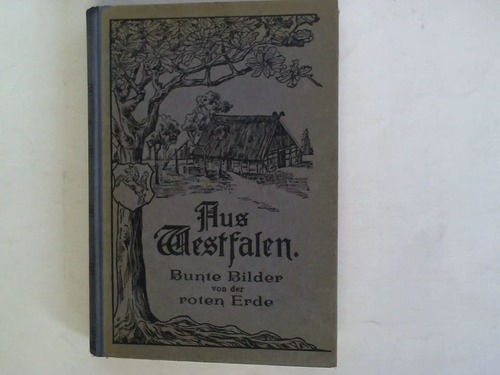 Aus
Westfalen.
Bunte Bilder
von der
roten Erde